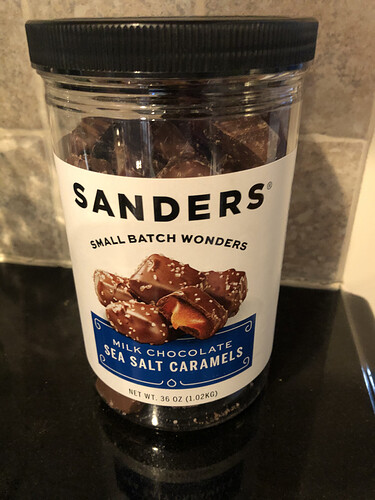 SANDERS®
SMALL BATCH WONDERS
MILK CHOCOLATE
SEA SALT CARAMELS
NET WT. 36 OZ (1.02KG)